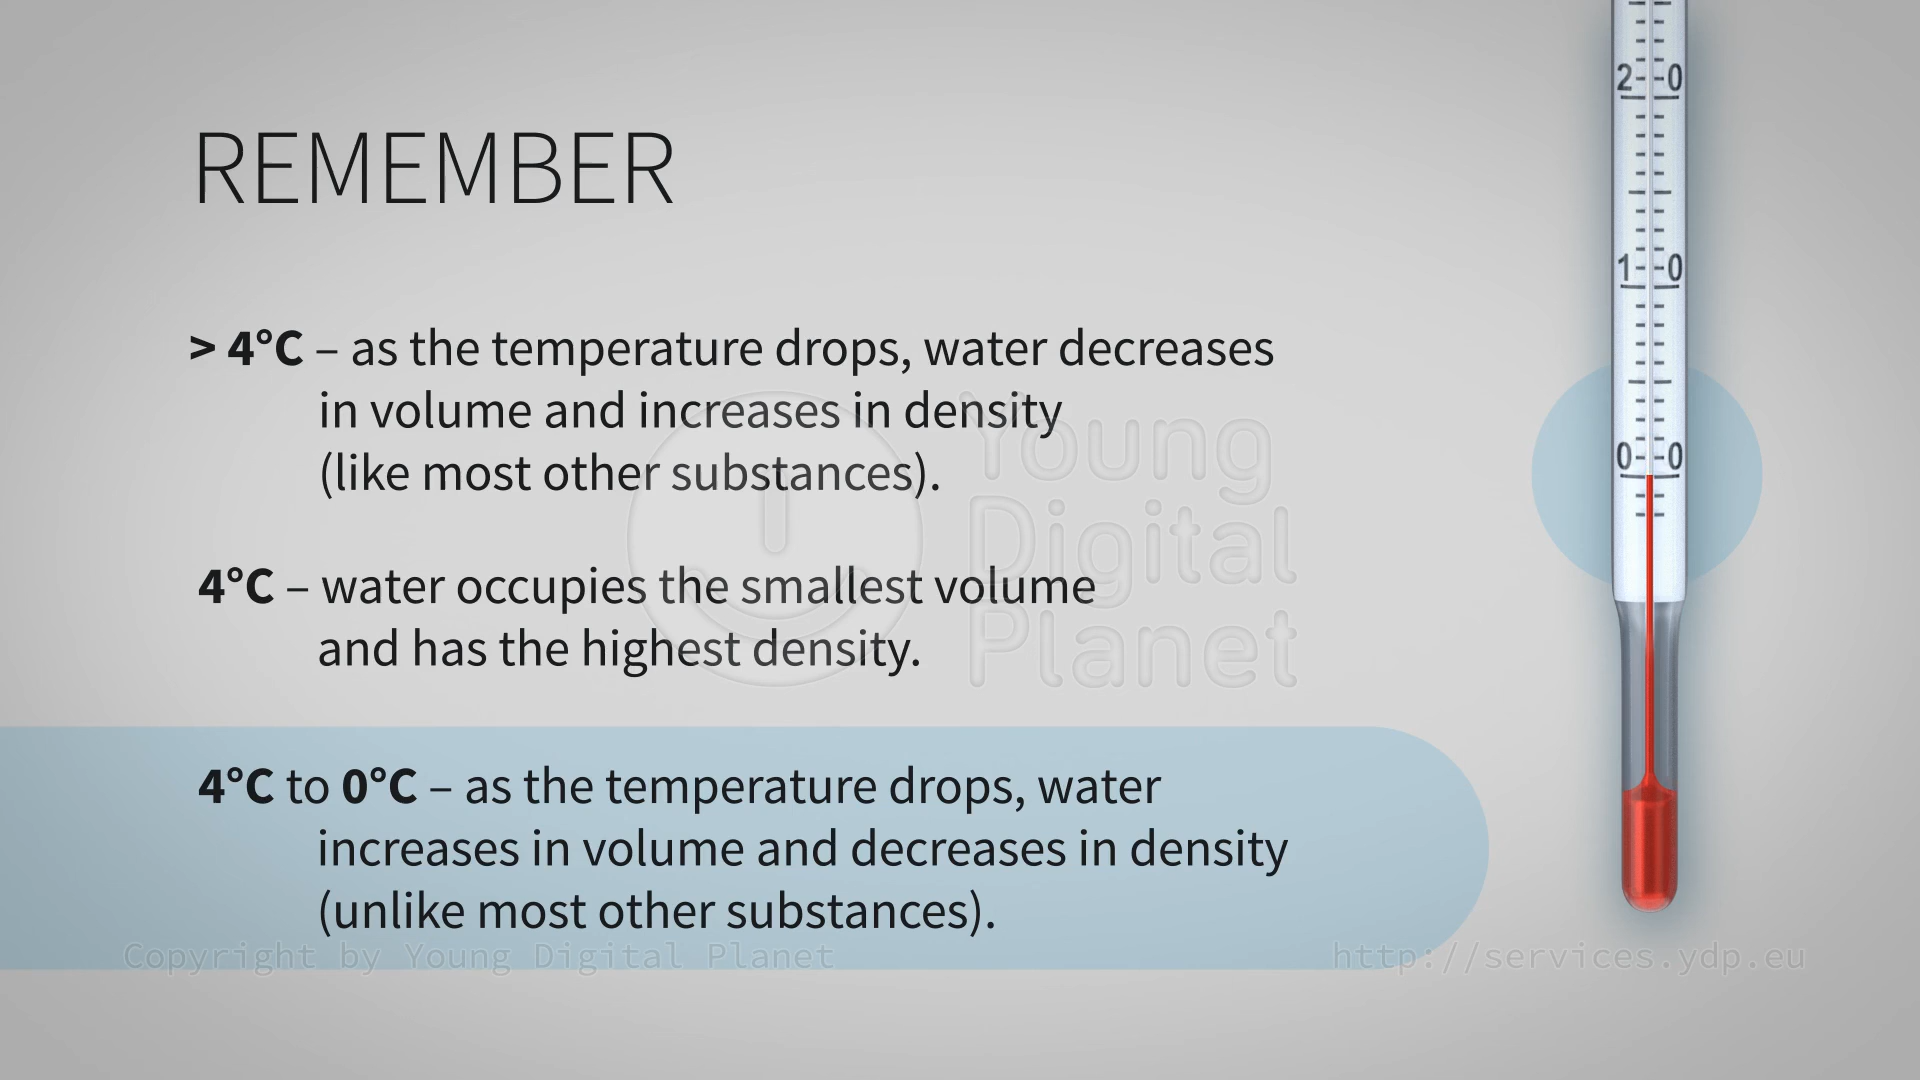 REMEMBER
> 4°C – as the temperature drops, water decreases
in volume and increases in density
(like most other substances).
4°C – water occupies the smallest volume
and has the highest density.
4°C to 0°C – as the temperature drops, water
increases in volume and decreases in density
(unlike most other substances).
Young
Digital
Planet
Copyright by Young Digital Planet
http://services.ydp.eu
2 0
1 0
0 0